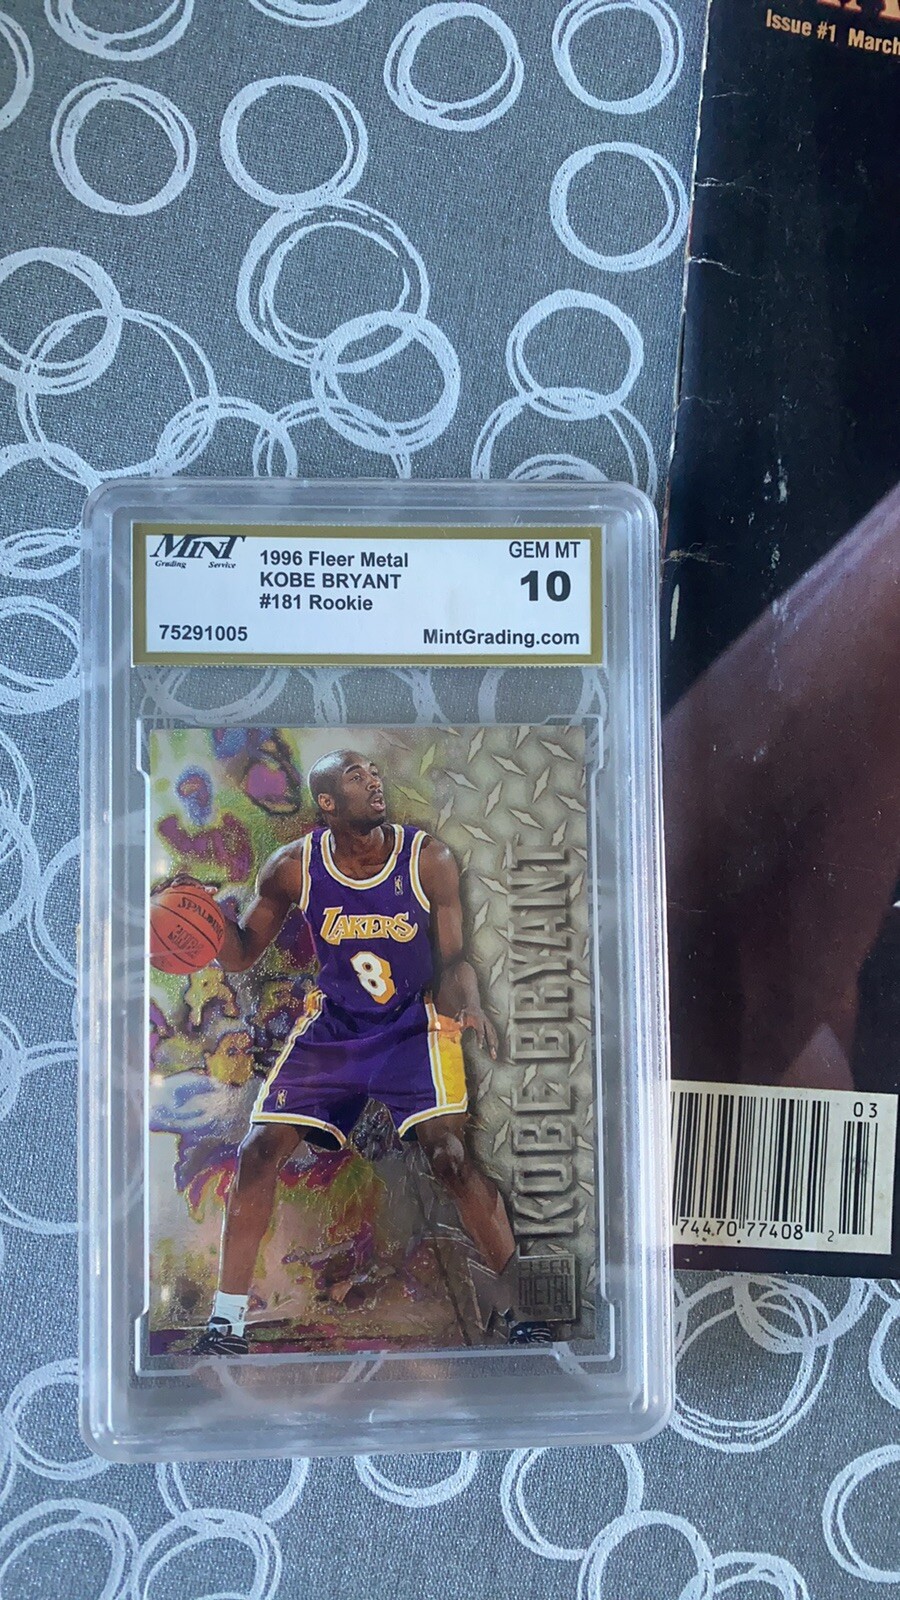 Issue #1 March
MINT
Grading Service
1996 Fleer Metal
KOBE BRYANT
#181 Rookie
GEM MT
10
75291005
MintGrading.com
SPALDING
LAKERS
8
KOBE BRYANT
FLEER
METAL
03
74470 77408
2